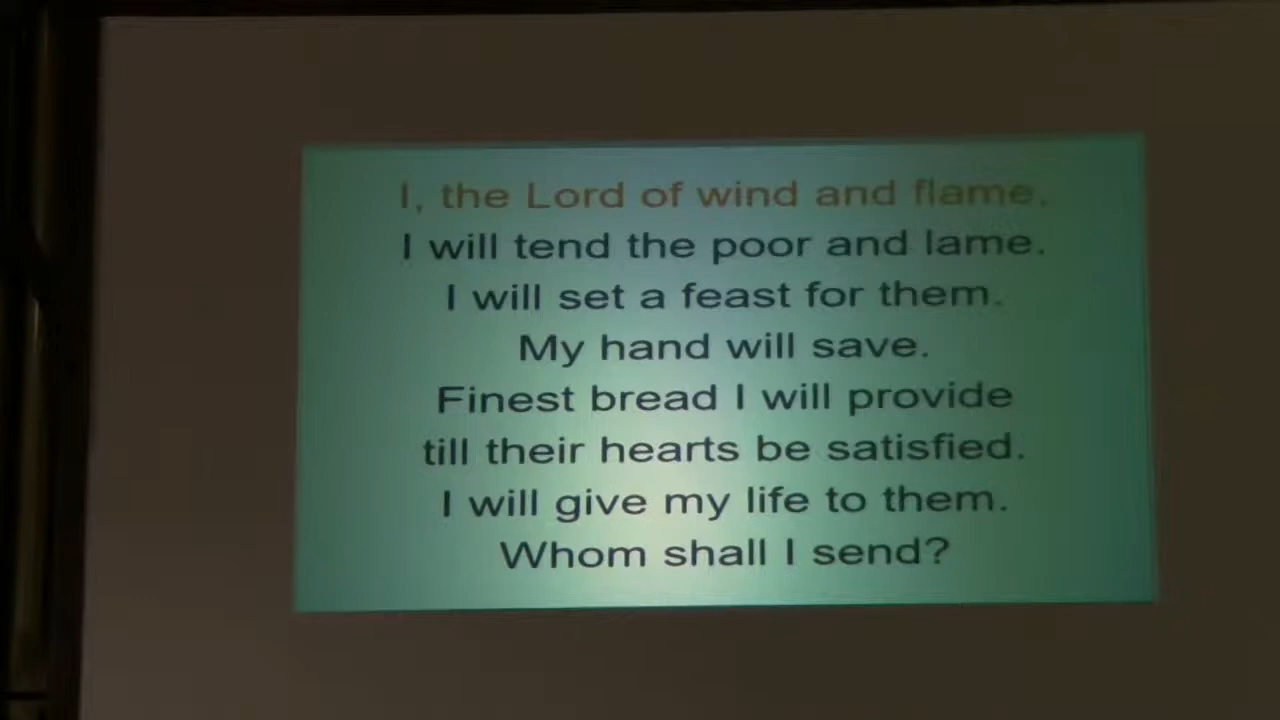 I, the Lord of wind and flame,
I will tend the poor and lame.
I will set a feast for them.
My hand will save.
Finest bread I will provide
till their hearts be satisfied.
I will give my life to them.
Whom shall I send?